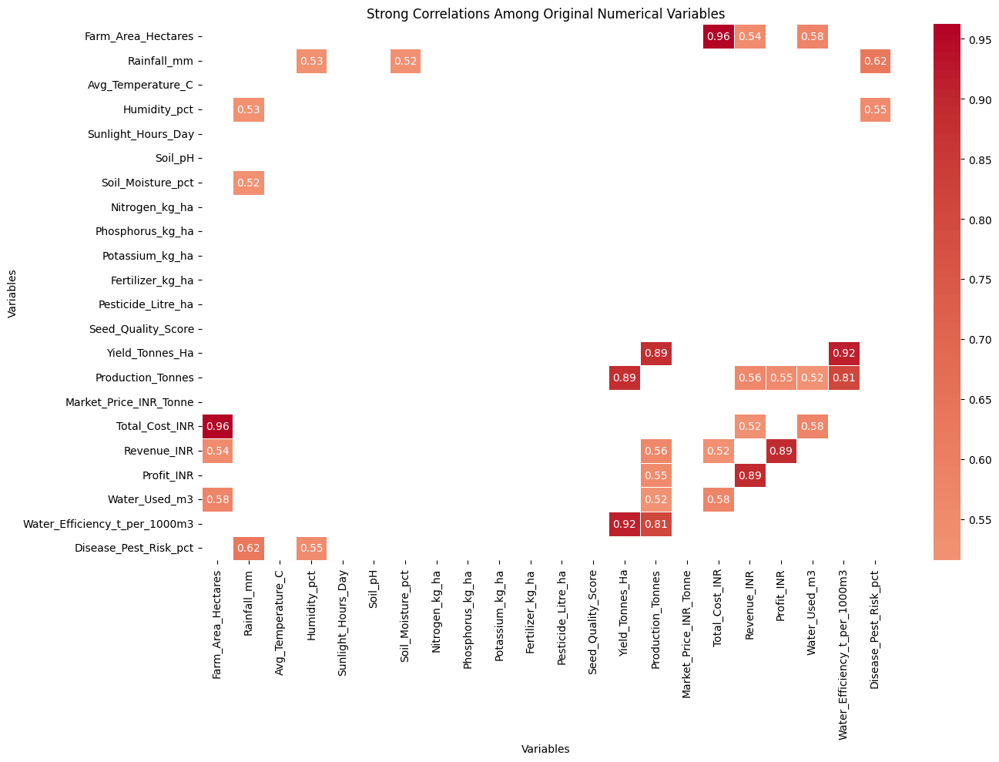 Strong Correlations Among Original Numerical Variables
Farm_Area_Hectares 0.96 0.54 0.58
Rainfall_mm 0.53 0.52 0.62
Avg_Temperature_C
Humidity_pct 0.53 0.55
Sunlight_Hours_Day
Soil_pH
Soil_Moisture_pct 0.52
Nitrogen_kg_ha
Phosphorus_kg_ha
Potassium_kg_ha
Fertilizer_kg_ha
Pesticide_Litre_ha
Seed_Quality_Score
Yield_Tonnes_Ha 0.89 0.92
Production_Tonnes 0.89 0.56 0.55 0.52 0.81
Market_Price_INR_Tonne
Total_Cost_INR 0.96 0.52 0.58
Revenue_INR 0.54 0.56 0.52 0.89
Profit_INR 0.55 0.89
Water_Used_m3 0.58 0.52 0.58
Water_Efficiency_t_per_1000m3 0.92 0.81
Disease_Pest_Risk_pct 0.62 0.55
Variables
Farm_Area_Hectares
Rainfall_mm
Avg_Temperature_C
Humidity_pct
Sunlight_Hours_Day
Soil_pH
Soil_Moisture_pct
Nitrogen_kg_ha
Phosphorus_kg_ha
Potassium_kg_ha
Fertilizer_kg_ha
Pesticide_Litre_ha
Seed_Quality_Score
Yield_Tonnes_Ha
Production_Tonnes
Market_Price_INR_Tonne
Total_Cost_INR
Revenue_INR
Profit_INR
Water_Used_m3
Water_Efficiency_t_per_1000m3
Disease_Pest_Risk_pct
Variables
0.95
0.90
0.85
0.80
0.75
0.70
0.65
0.60
0.55